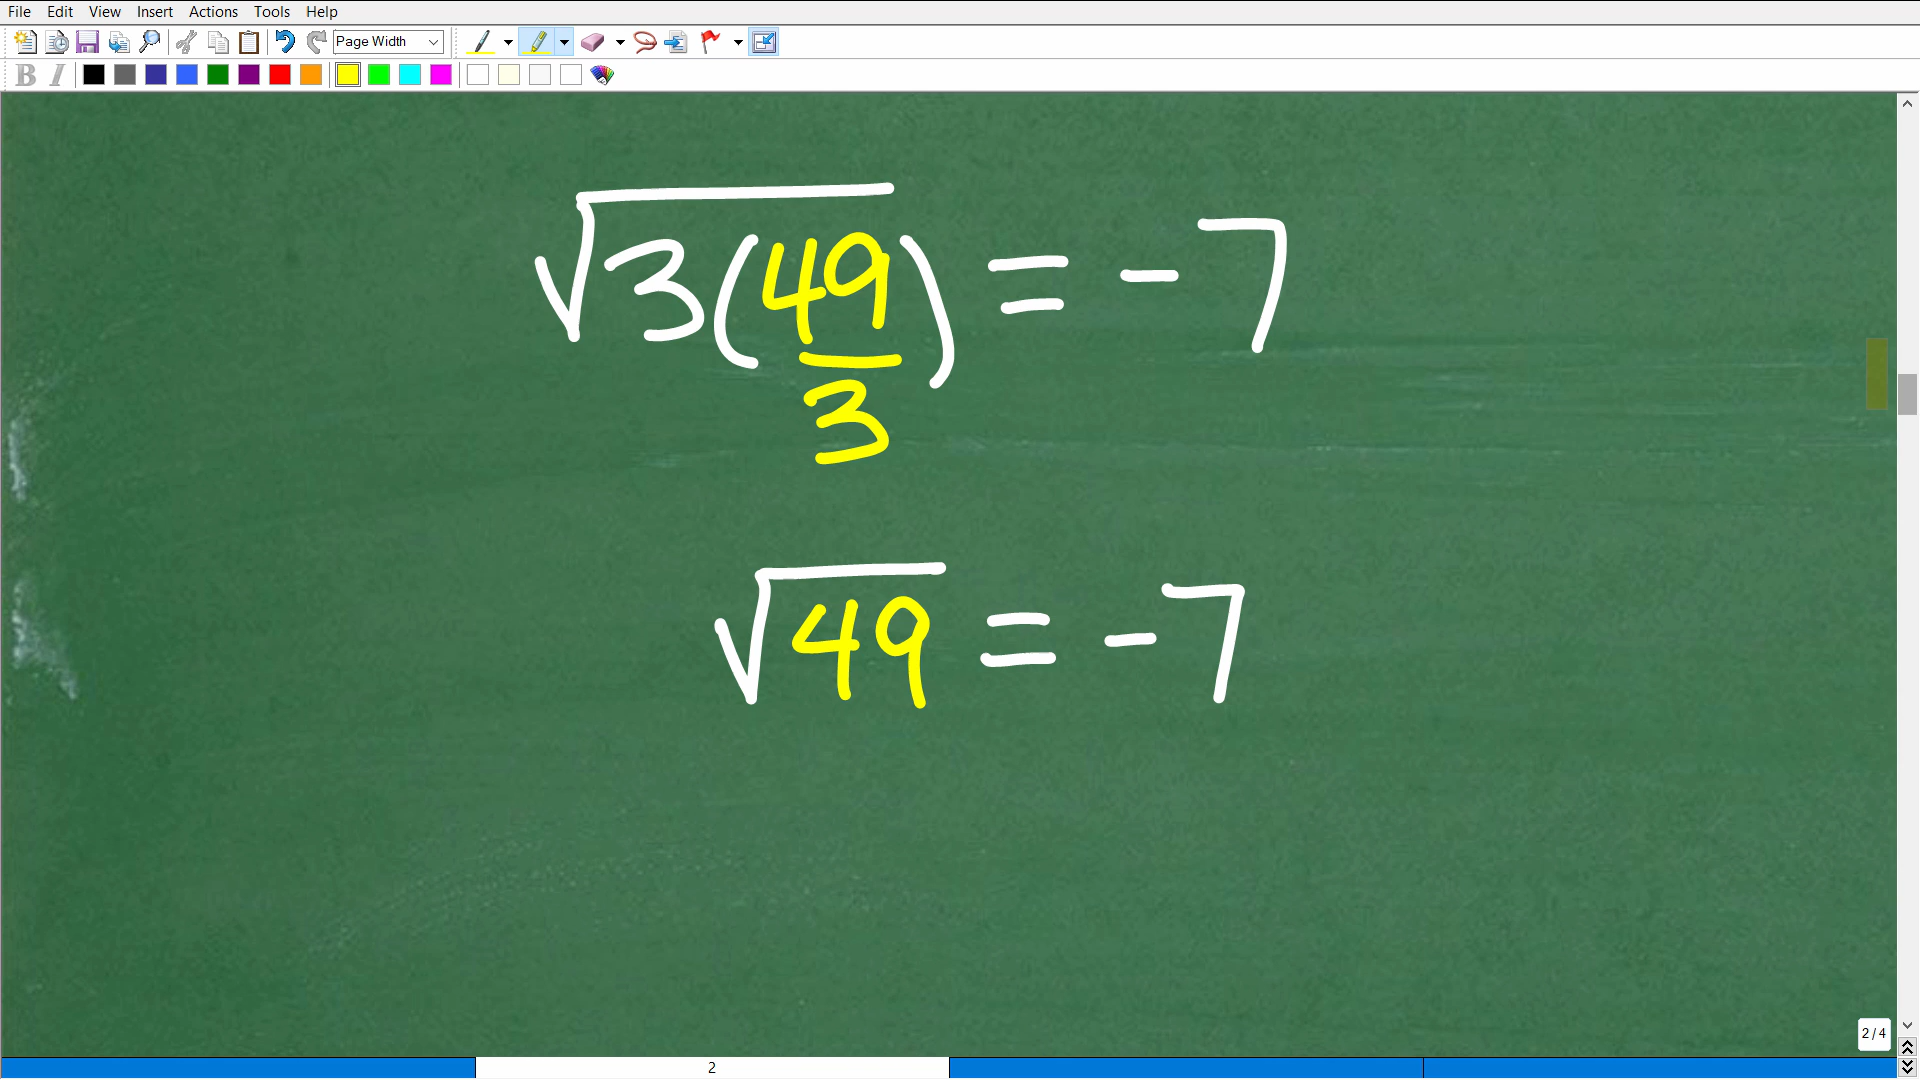 File Edit View Insert Actions Tools Help
Page Width
B I
√3(49/3) = -7
√49 = -7
2 / 4
2